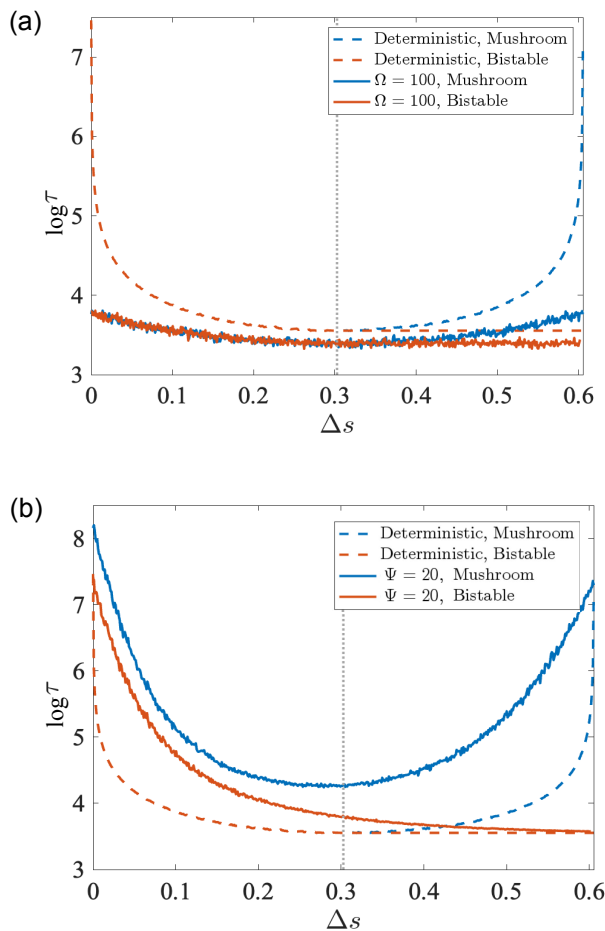 (a)
7
6
5
4
3
log τ
Deterministic, Mushroom
Deterministic, Bistable
Ω = 100, Mushroom
Ω = 100, Bistable
0 0.1 0.2 0.3 0.4 0.5 0.6
Δs
(b)
8
7
6
5
4
3
log τ
Deterministic, Mushroom
Deterministic, Bistable
Ψ = 20, Mushroom
Ψ = 20, Bistable
0 0.1 0.2 0.3 0.4 0.5 0.6
Δs